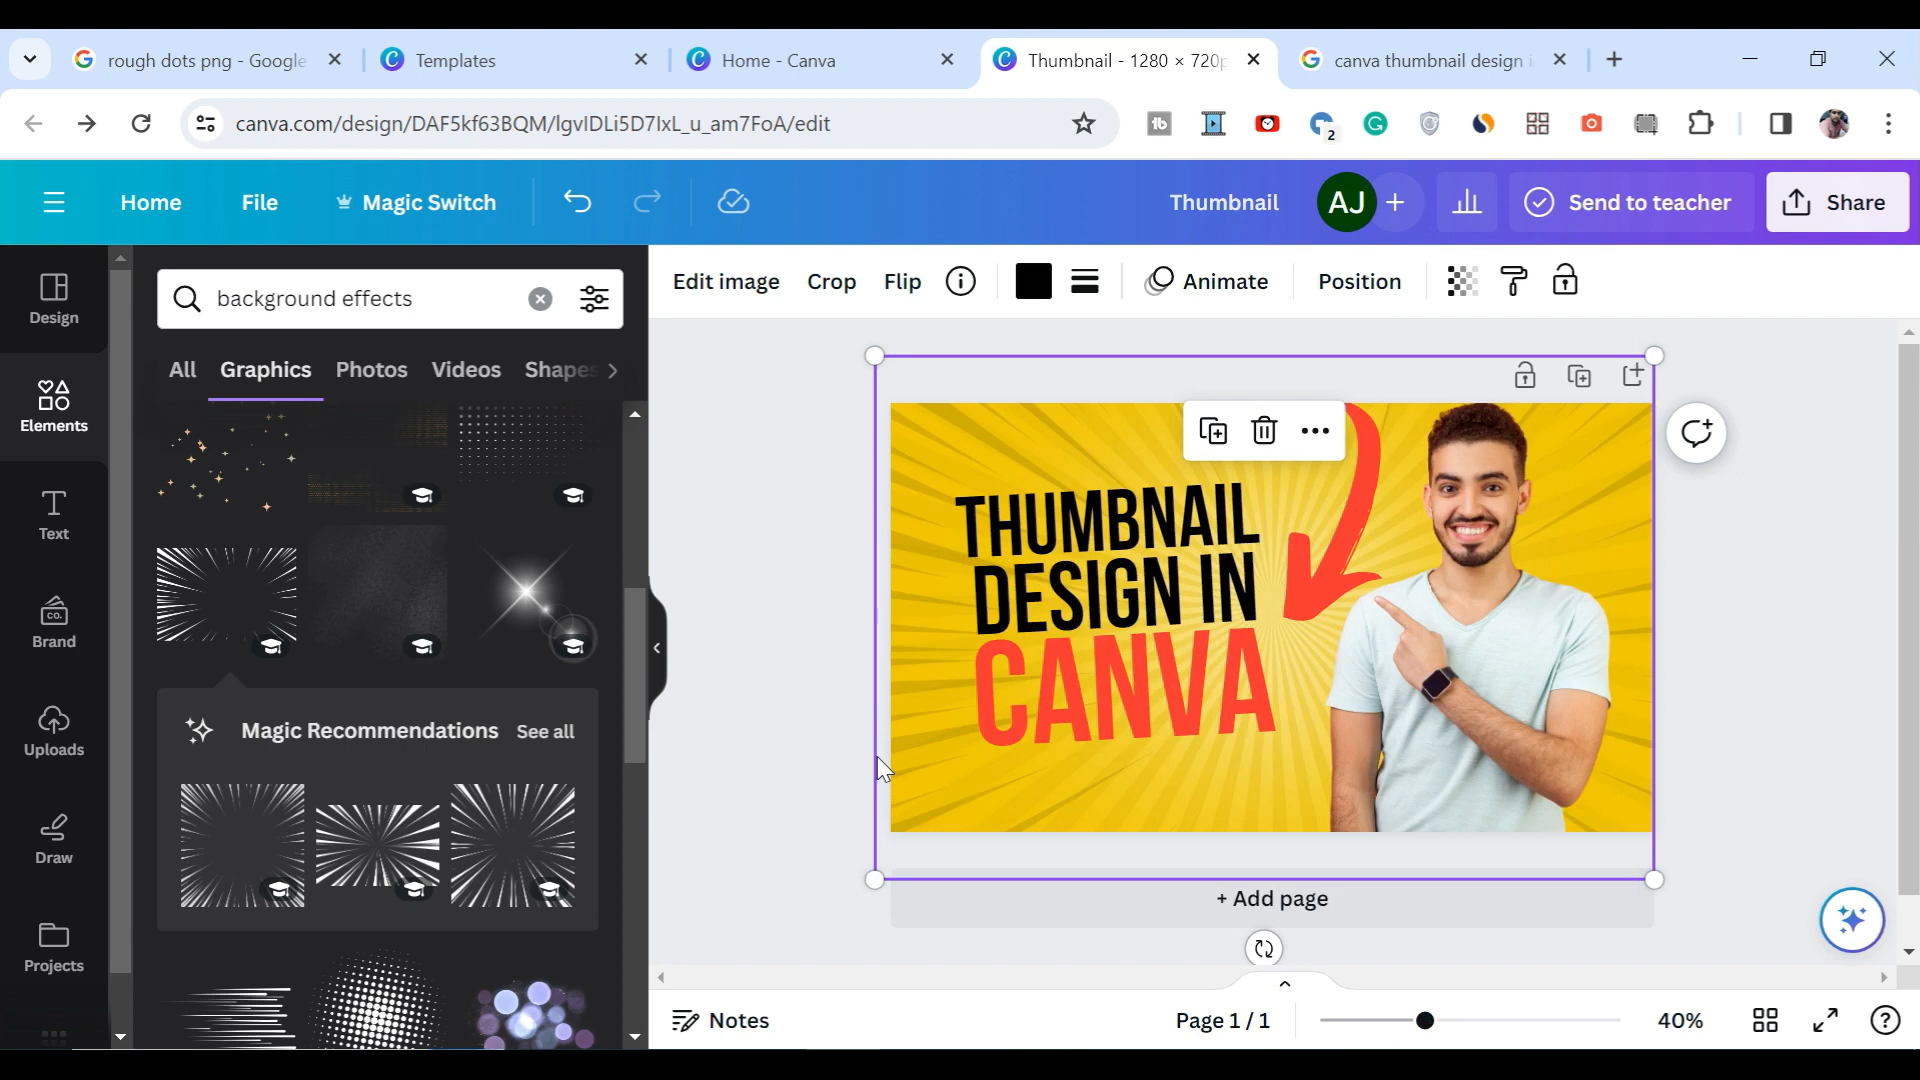 rough dots png - Google
Templates
Home - Canva
Thumbnail - 1280 × 720p
canva thumbnail design i
canva.com/design/DAF5kf63BQM/lgvIDLi5D7IxL_u_am7FoA/edit
2
Home
File
Magic Switch
Thumbnail
AJ
Send to teacher
Share
Design
Elements
Text
Brand
Uploads
Draw
Projects
background effects
All
Graphics
Photos
Videos
Shapes
Magic Recommendations
See all
Edit image
Crop
Flip
Animate
Position
THUMBNAIL
DESIGN IN
CANVA
+ Add page
Notes
Page 1 / 1
40%